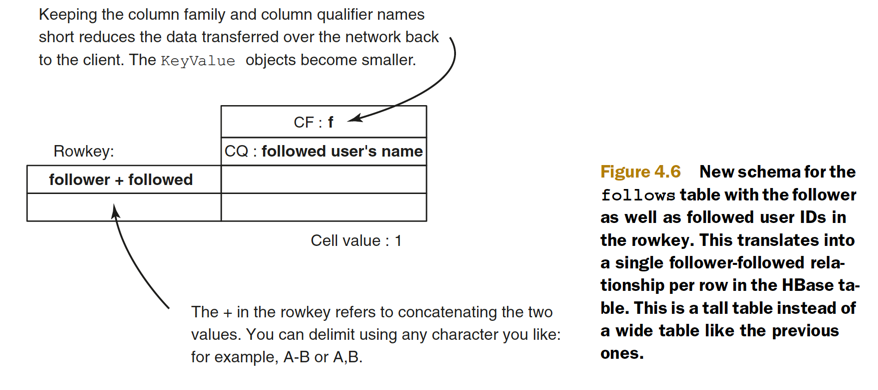 Keeping the column family and column qualifier names
short reduces the data transferred over the network back
to the client. The KeyValue objects become smaller.
CF : f
Rowkey:
CQ : followed user's name
follower + followed
Cell value : 1
The + in the rowkey refers to concatenating the two
values. You can delimit using any character you like:
for example, A-B or A,B.
Figure 4.6 New schema for the
follows table with the follower
as well as followed user IDs in
the rowkey. This translates into
a single follower-followed rela-
tionship per row in the HBase ta-
ble. This is a tall table instead of
a wide table like the previous
ones.